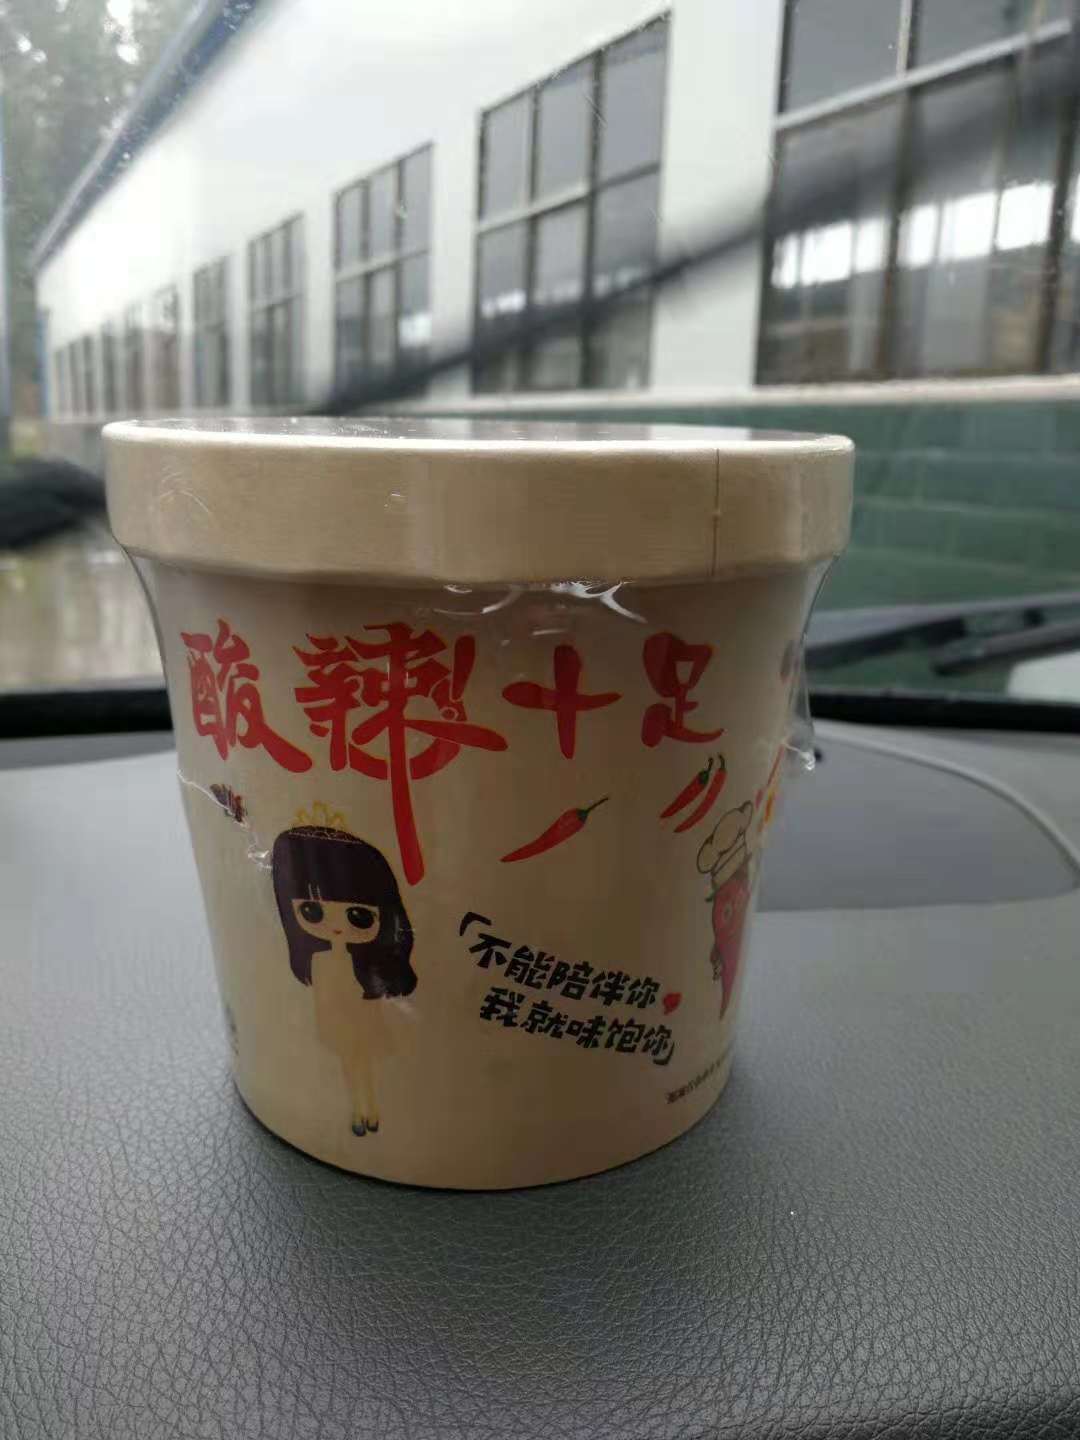 酸辣十足
「不能陪伴你
我就味饱你」